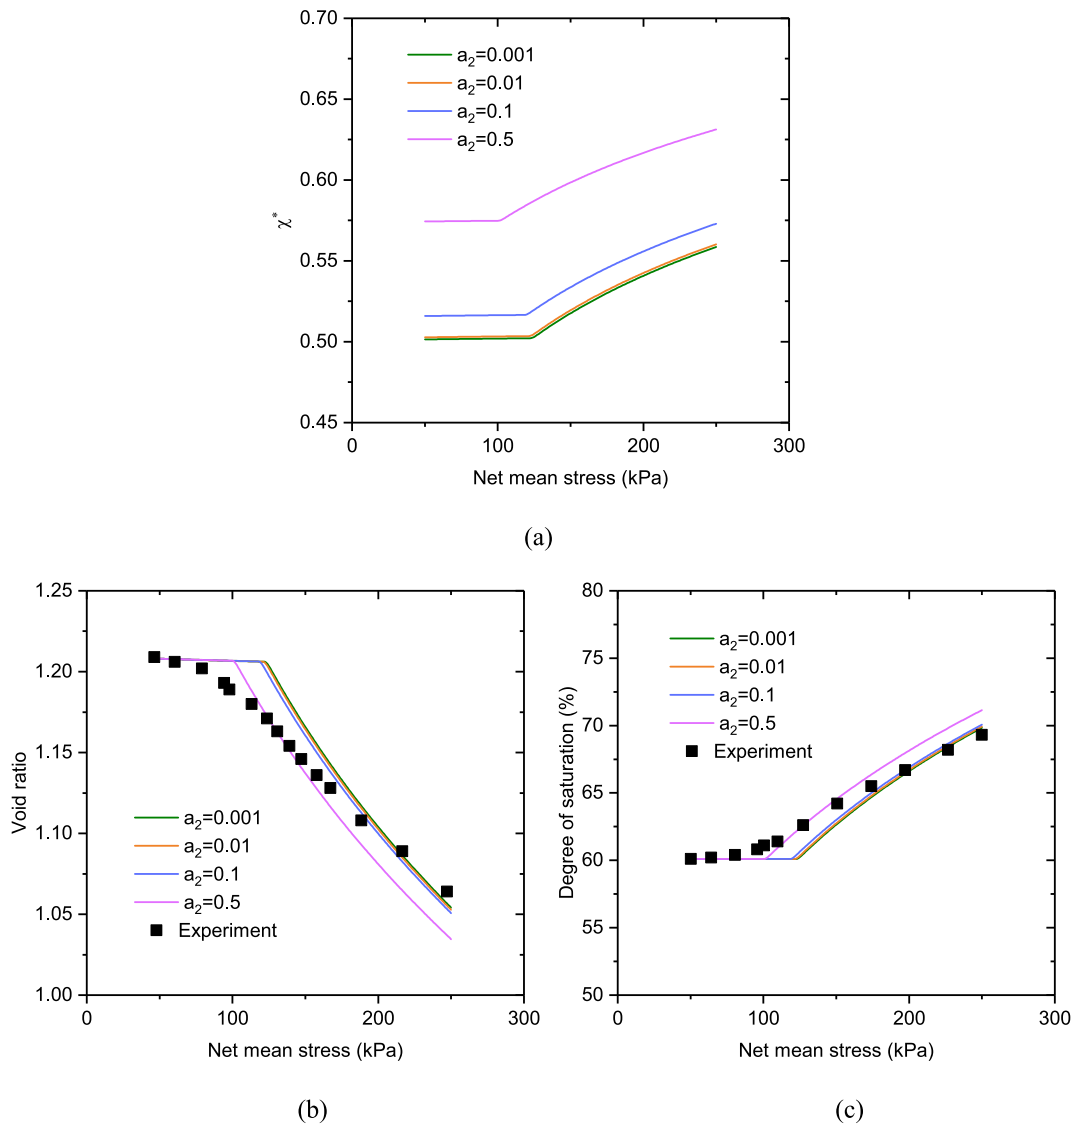 0.70
0.65
0.60
0.55
0.50
0.45
χ*
a₂=0.001
a₂=0.01
a₂=0.1
a₂=0.5
0 100 200 300
Net mean stress (kPa)
(a)
1.25
1.20
1.15
1.10
1.05
1.00
Void ratio
a₂=0.001
a₂=0.01
a₂=0.1
a₂=0.5
Experiment
0 100 200 300
Net mean stress (kPa)
(b)
80
75
70
65
60
55
50
Degree of saturation (%)
a₂=0.001
a₂=0.01
a₂=0.1
a₂=0.5
Experiment
0 100 200 300
Net mean stress (kPa)
(c)